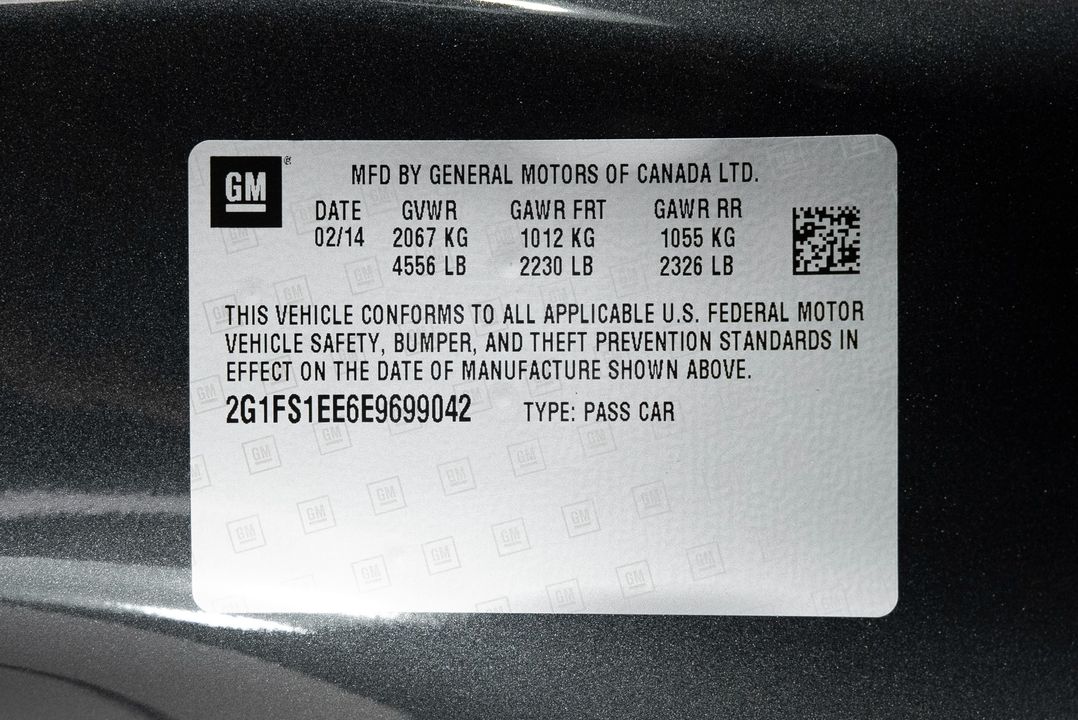 GM ®
MFD BY GENERAL MOTORS OF CANADA LTD.
DATE GVWR GAWR FRT GAWR RR
02/14 2067 KG 1012 KG 1055 KG
4556 LB 2230 LB 2326 LB
THIS VEHICLE CONFORMS TO ALL APPLICABLE U.S. FEDERAL MOTOR
VEHICLE SAFETY, BUMPER, AND THEFT PREVENTION STANDARDS IN
EFFECT ON THE DATE OF MANUFACTURE SHOWN ABOVE.
2G1FS1EE6E9699042 TYPE: PASS CAR